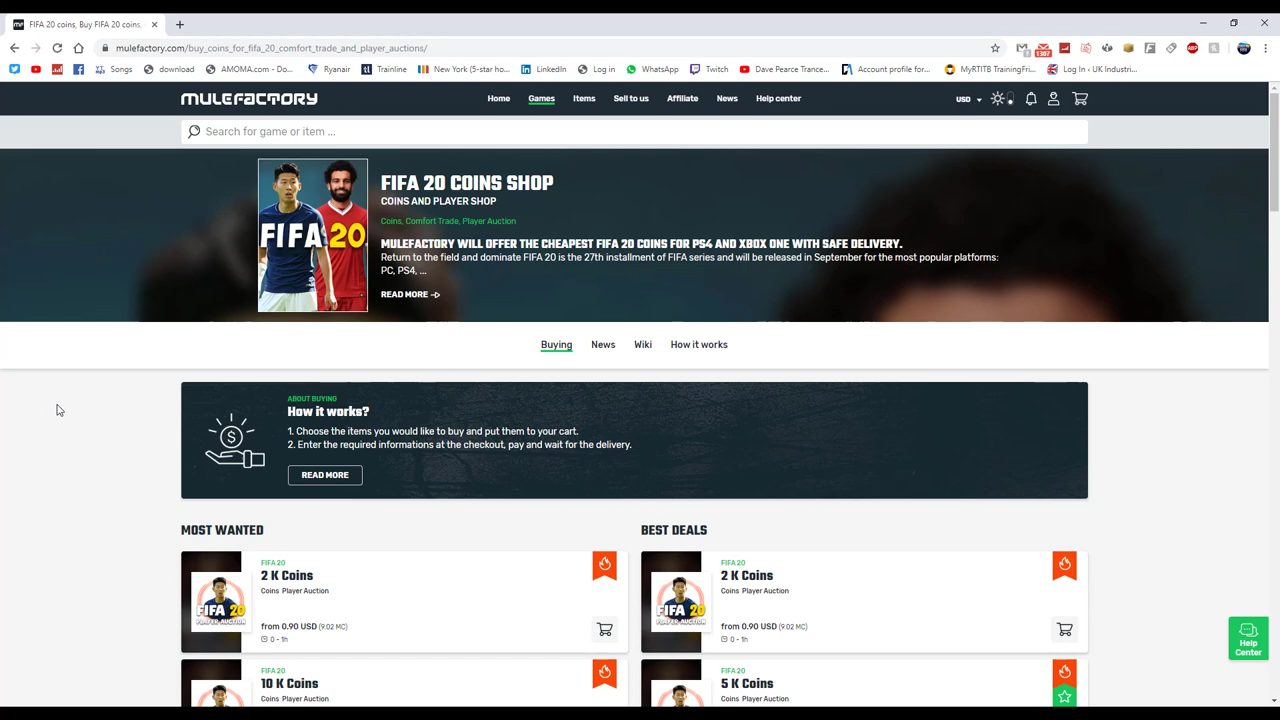 FIFA 20 coins, Buy FIFA 20 coins,
mulefactory.com/buy_coins_for_fifa_20_comfort_trade_and_player_auctions/
1307
ABP
Songs
download
AMOMA.com - Do...
Ryanair
Trainline
New York (5-star ho...
LinkedIn
Log in
WhatsApp
Twitch
Dave Pearce Trance...
Account profile for...
MyRTITB TrainingFri...
Log In ‹ UK Industri...
MULEFACTORY
Home
Games
Items
Sell to us
Affiliate
News
Help center
USD
Search for game or item ...
FIFA 20
FIFA 20 COINS SHOP
COINS AND PLAYER SHOP
Coins, Comfort Trade, Player Auction
MULEFACTORY WILL OFFER THE CHEAPEST FIFA 20 COINS FOR PS4 AND XBOX ONE WITH SAFE DELIVERY.
Return to the field and dominate FIFA 20 is the 27th installment of FIFA series and will be released in September for the most popular platforms:
PC, PS4, ...
READ MORE
Buying
News
Wiki
How it works
ABOUT BUYING
How it works?
1. Choose the items you would like to buy and put them to your cart.
2. Enter the required informations at the checkout, pay and wait for the delivery.
READ MORE
MOST WANTED
FIFA 20
2 K Coins
Coins Player Auction
FIFA 20
PLAYER AUCTION
from 0.90 USD (9.02 MC)
0 - 1h
FIFA 20
10 K Coins
Coins Player Auction
BEST DEALS
FIFA 20
2 K Coins
Coins Player Auction
FIFA 20
PLAYER AUCTION
from 0.90 USD (9.02 MC)
0 - 1h
FIFA 20
5 K Coins
Coins Player Auction
Help
Center